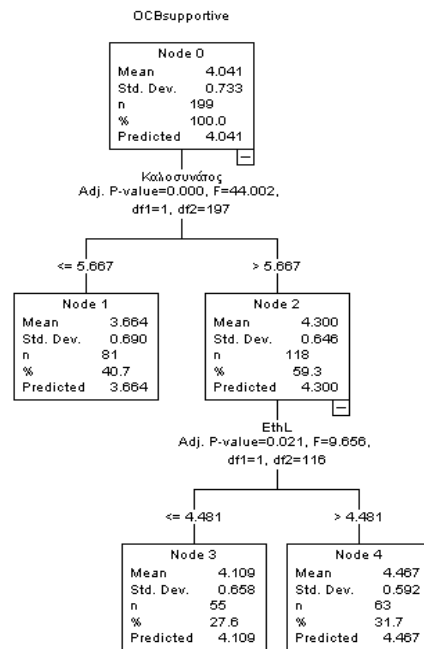 OCBsupportive
Node 0
Mean 4.041
Std. Dev. 0.733
n 199
% 100.0
Predicted 4.041
Καλοσυνάτος
Adj. P-value=0.000, F=44.002,
df1=1, df2=197
<= 5.667
> 5.667
Node 1
Mean 3.664
Std. Dev. 0.690
n 81
% 40.7
Predicted 3.664
Node 2
Mean 4.300
Std. Dev. 0.646
n 118
% 59.3
Predicted 4.300
EthL
Adj. P-value=0.021, F=9.656,
df1=1, df2=116
<= 4.481
> 4.481
Node 3
Mean 4.109
Std. Dev. 0.658
n 55
% 27.6
Predicted 4.109
Node 4
Mean 4.467
Std. Dev. 0.592
n 63
% 31.7
Predicted 4.467